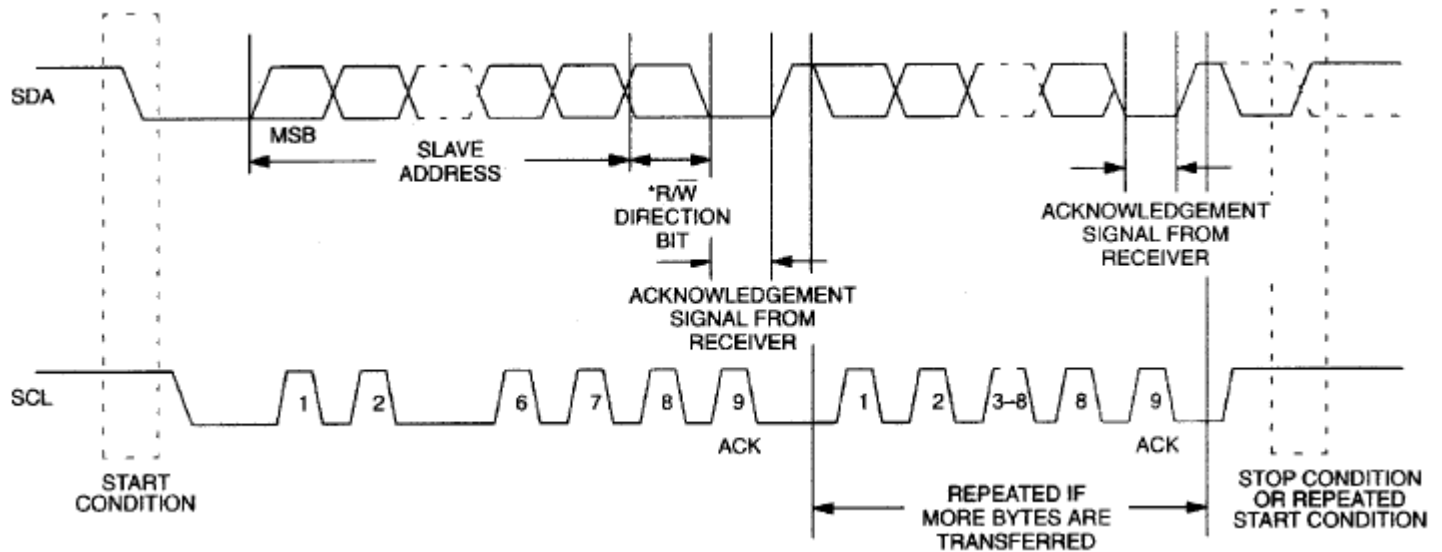 SDA
MSB
SLAVE
ADDRESS
*R/W̅
DIRECTION
BIT
ACKNOWLEDGEMENT
SIGNAL FROM
RECEIVER
ACKNOWLEDGEMENT
SIGNAL FROM
RECEIVER
SCL
1 2 6 7 8 9 1 2 3–8 8 9
ACK
ACK
START
CONDITION
REPEATED IF
MORE BYTES ARE
TRANSFERRED
STOP CONDITION
OR REPEATED
START CONDITION